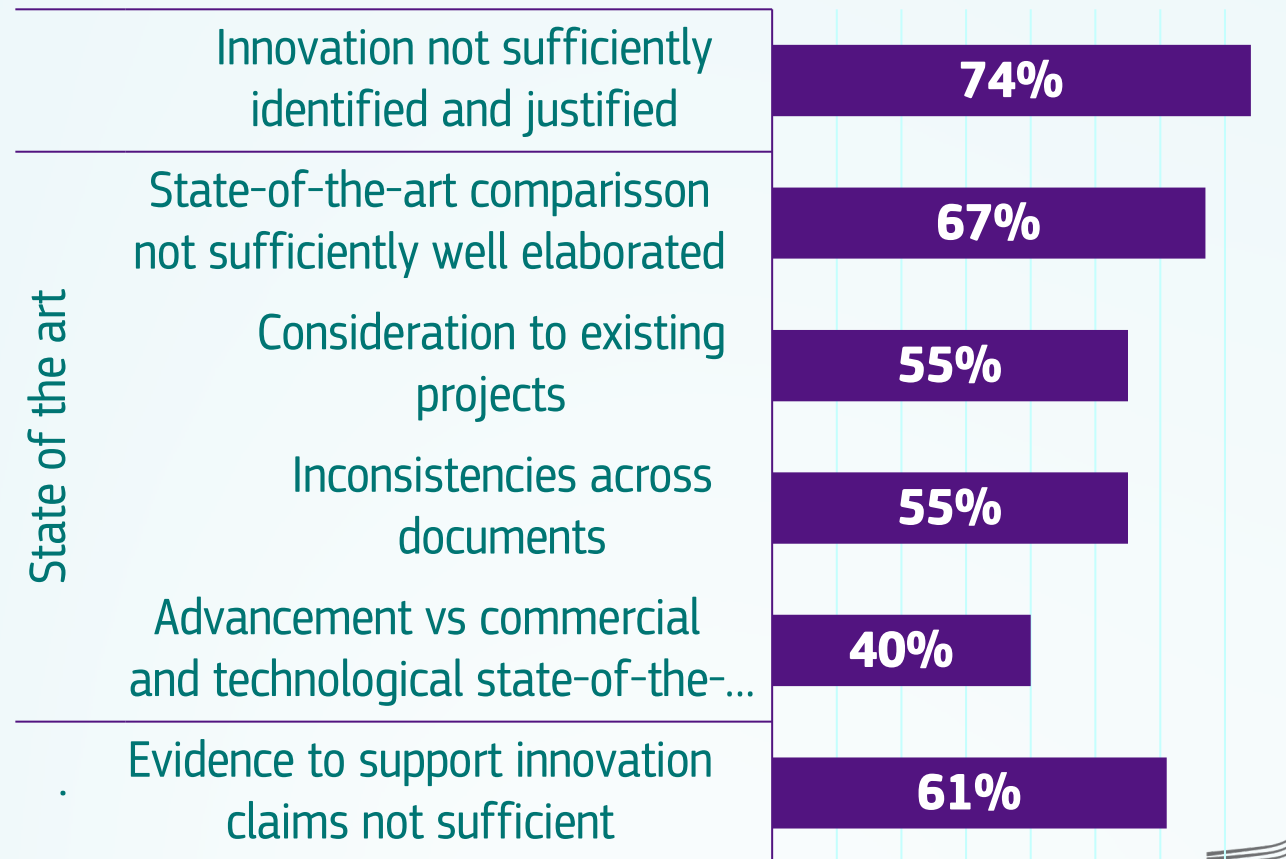 Innovation not sufficiently
identified and justified
74%
State of the art
State-of-the-art comparisson
not sufficiently well elaborated
67%
Consideration to existing
projects
55%
Inconsistencies across
documents
55%
Advancement vs commercial
and technological state-of-the-...
40%
.
Evidence to support innovation
claims not sufficient
61%